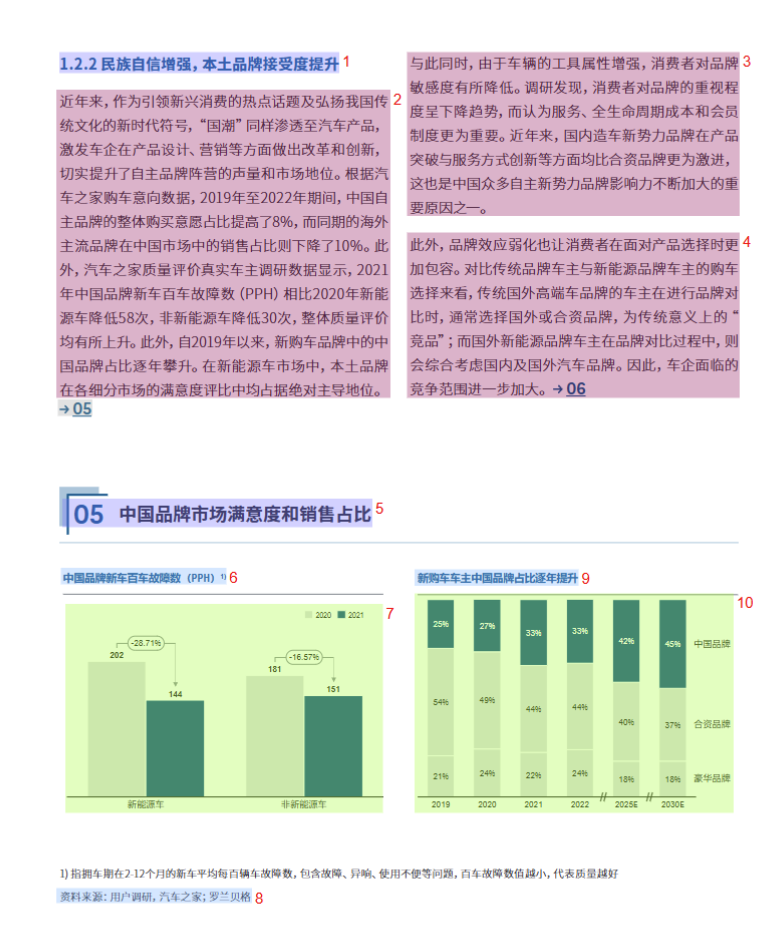 1.2.2 民族自信增强，本土品牌接受度提升 1
近年来，作为引领新兴消费的热点话题及弘扬我国传 2
统文化的新时代符号，“国潮”同样渗透至汽车产品，
激发车企在产品设计、营销等方面做出改革和创新，
切实提升了自主品牌阵营的声量和市场地位。根据汽
车之家购车意向数据，2019年至2022年期间，中国自
主品牌的整体购买意愿占比提高了8%，而同期的海外
主流品牌在中国市场中的销售占比则下降了10%。此
外，汽车之家质量评价真实车主调研数据显示，2021
年中国品牌新车百车故障数（PPH）相比2020年新能
源车降低58次，非新能源车降低30次，整体质量评价
均有所上升。此外，自2019年以来，新购车品牌中的中
国品牌占比逐年攀升。在新能源车市场中，本土品牌
在各细分市场的满意度评比中均占据绝对主导地位。
→ 05
与此同时，由于车辆的工具属性增强，消费者对品牌 3
敏感度有所降低。调研发现，消费者对品牌的重视程
度呈下降趋势，而认为服务、全生命周期成本和会员
制度更为重要。近年来，国内造车新势力品牌在产品
突破与服务方式创新等方面均比合资品牌更为激进，
这也是中国众多自主新势力品牌影响力不断加大的重
要原因之一。
此外，品牌效应弱化也让消费者在面对产品选择时更 4
加包容。对比传统品牌车主与新能源品牌车主的购车
选择来看，传统国外高端车品牌的车主在进行品牌对
比时，通常选择国外或合资品牌，为传统意义上的“
竞品”；而国外新能源品牌车主在品牌对比过程中，则
会综合考虑国内及国外汽车品牌。因此，车企面临的
竞争范围进一步加大。→ 06
05 中国品牌市场满意度和销售占比 5
中国品牌新车百车故障数（PPH）1) 6
2020 2021 7
-28.71%
202
144
-16.57%
181
151
新能源车 非新能源车
新购车车主中国品牌占比逐年提升 9
10
25% 27% 33% 33% 42% 45% 中国品牌
54% 49% 44% 44% 40% 37% 合资品牌
21% 24% 22% 24% 18% 18% 豪华品牌
2019 2020 2021 2022 // 2025E // 2030E
1) 指拥车期在2-12个月的新车平均每百辆车故障数，包含故障、异响、使用不便等问题，百车故障数值越小，代表质量越好
资料来源：用户调研，汽车之家；罗兰贝格 8